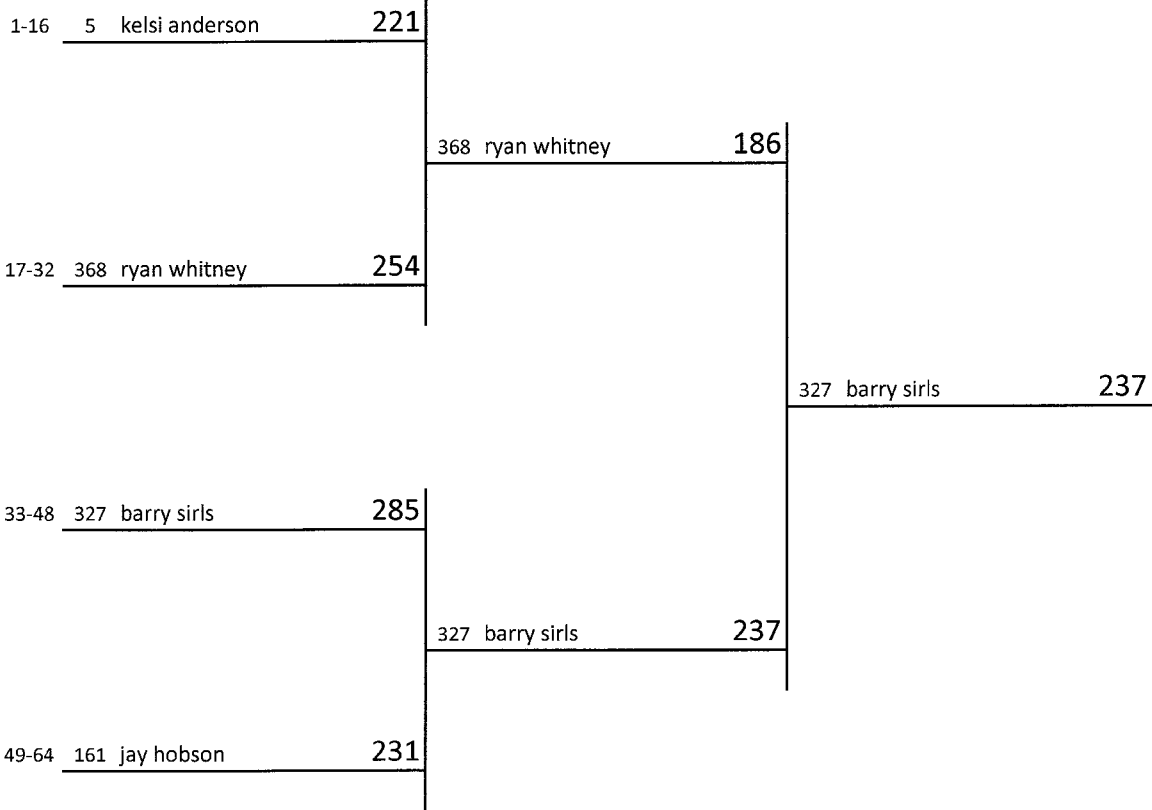 1-16 5 kelsi anderson 221
368 ryan whitney 186
17-32 368 ryan whitney 254
327 barry sirls 237
33-48 327 barry sirls 285
327 barry sirls 237
49-64 161 jay hobson 231